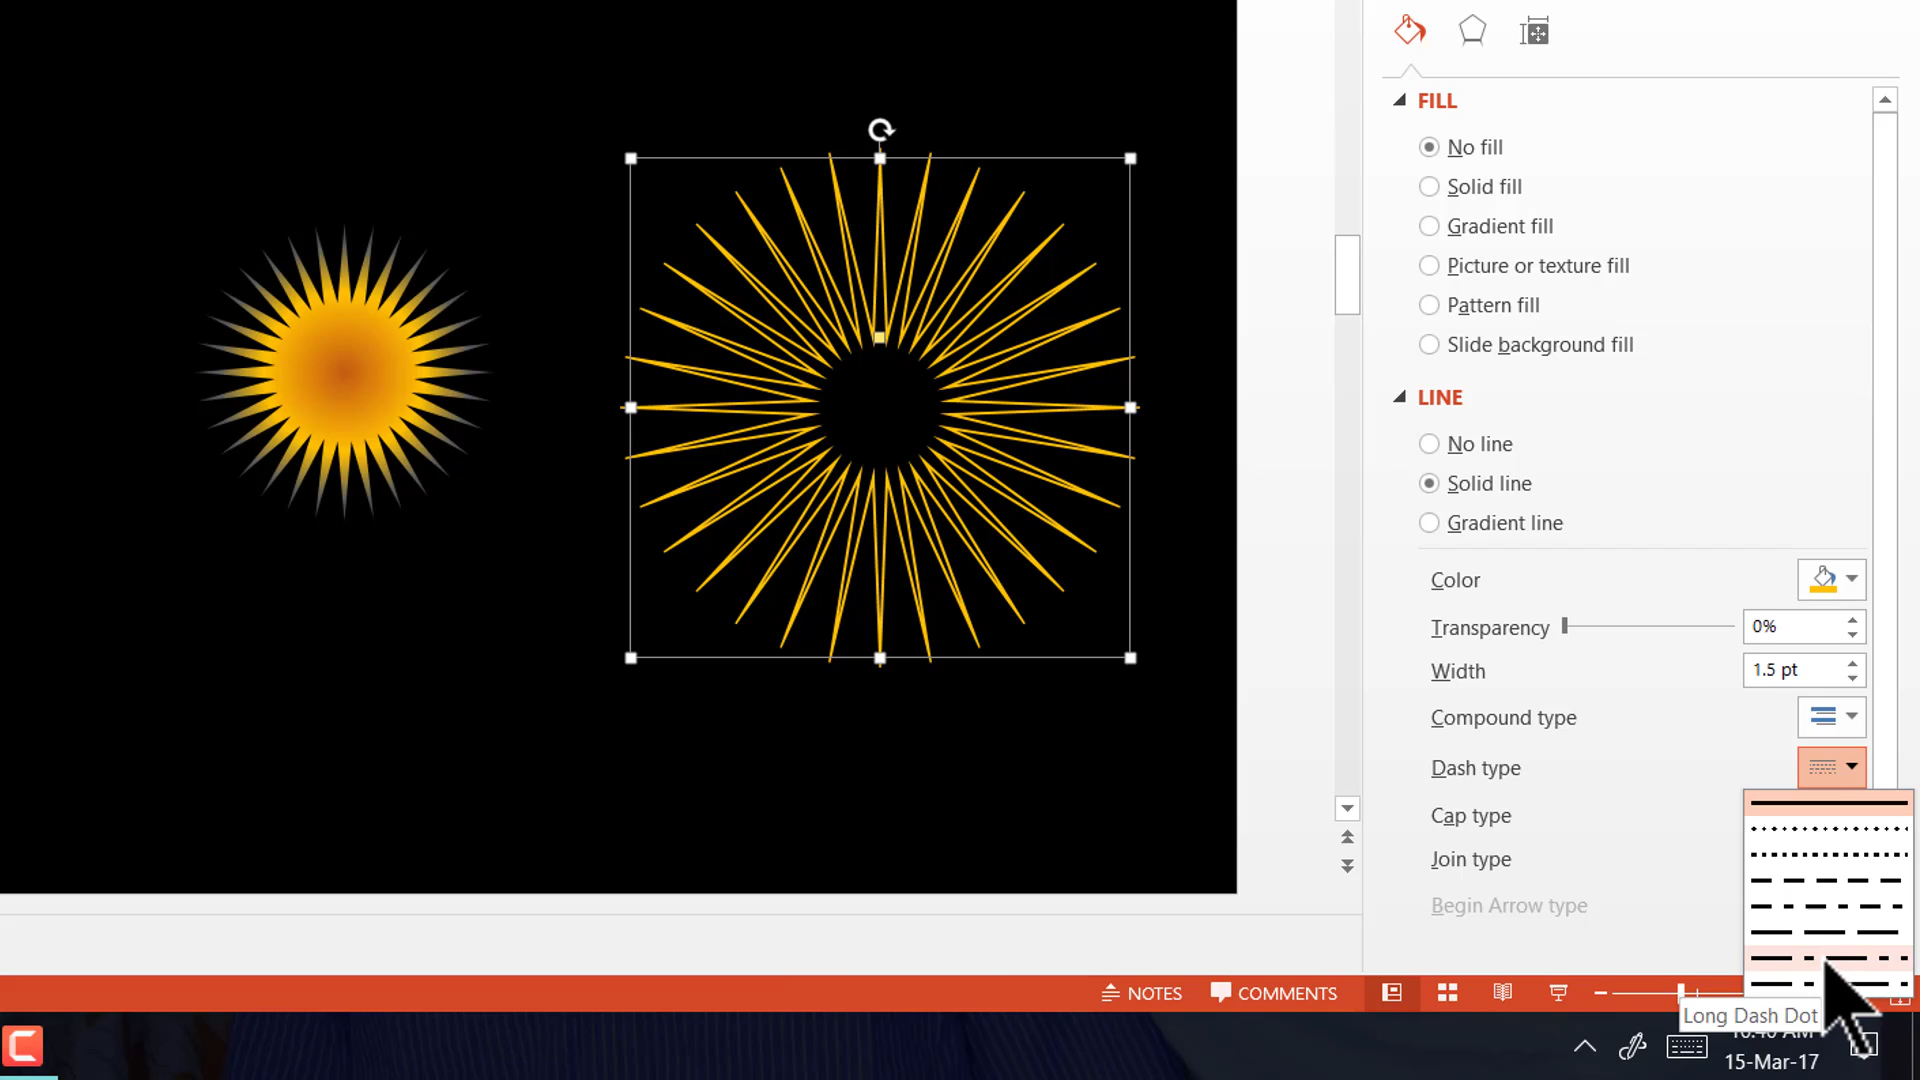 FILL
No fill
Solid fill
Gradient fill
Picture or texture fill
Pattern fill
Slide background fill
LINE
No line
Solid line
Gradient line
Color
Transparency 0%
Width 1.5 pt
Compound type
Dash type
Cap type
Join type
Begin Arrow type
NOTES COMMENTS
Long Dash Dot
15-Mar-17